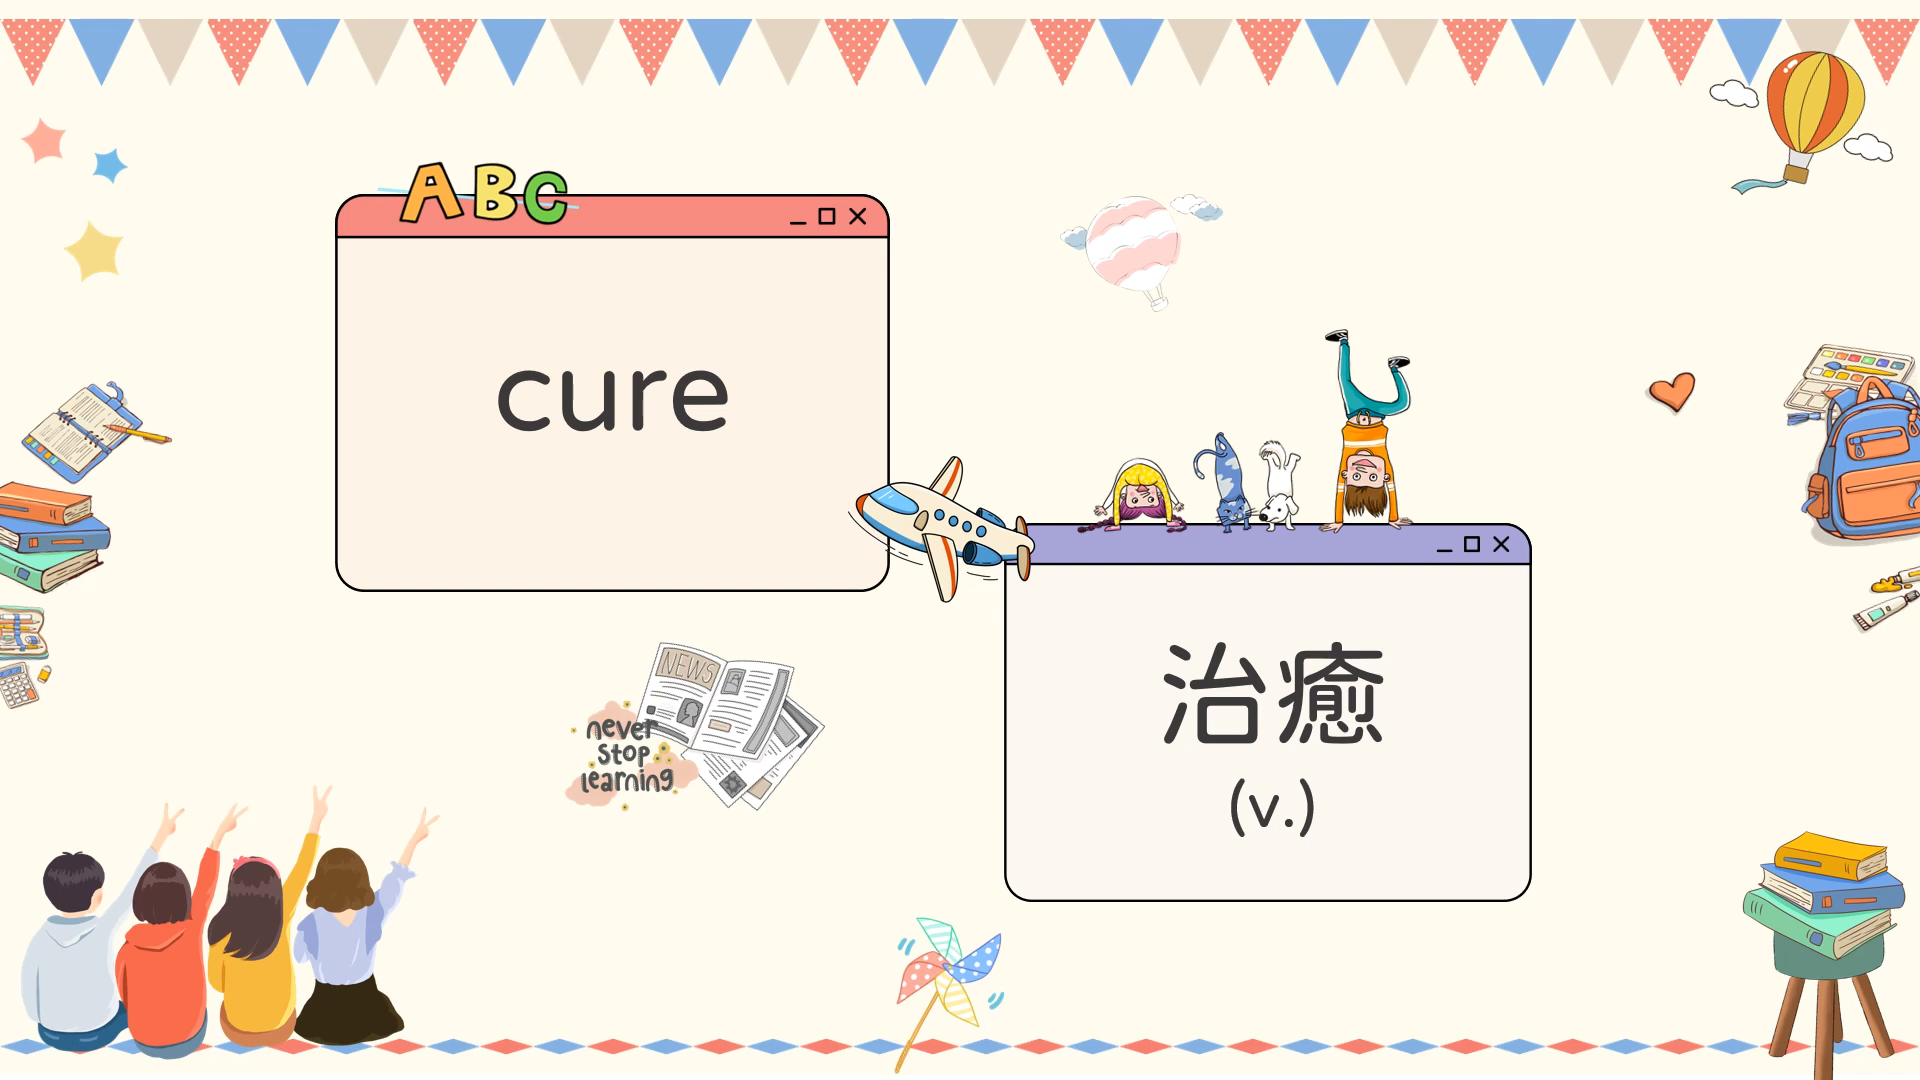 ABC
cure
治癒
(v.)
NEWS
never
stop
learning